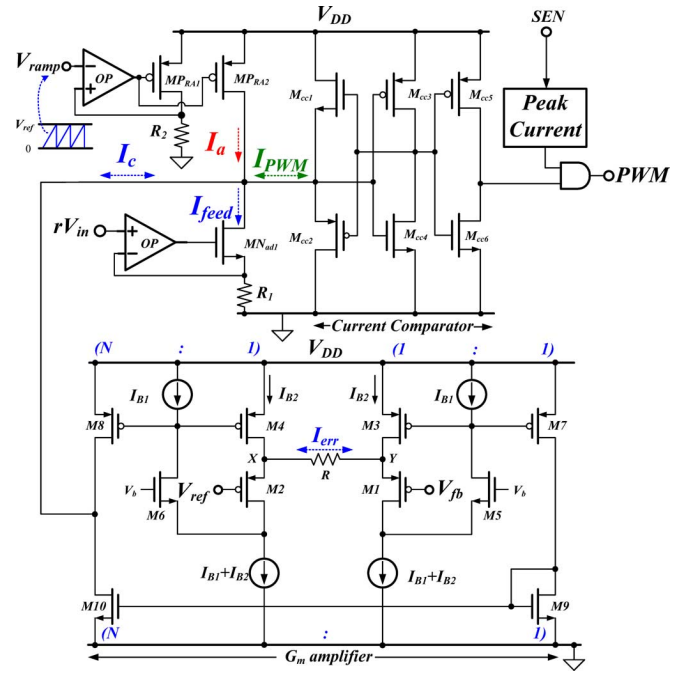 V_DD
SEN
V_ramp
OP
MP_RA1
MP_RA2
M_cc1
M_cc3
M_cc5
Peak
Current
V_ref
0
R_2
I_c
I_a
I_PWM
PWM
I_feed
rV_in
OP
MN_ad1
M_cc2
M_cc4
M_cc6
R_1
Current Comparator
(N : 1)
V_DD
(1 : 1)
I_B1
I_B2
I_B2
I_B1
M8
M4
I_err
M3
M7
X
R
Y
V_b
V_ref
M2
M1
V_fb
V_b
M6
M5
I_B1+I_B2
I_B1+I_B2
M10
M9
(N : 1)
G_m amplifier